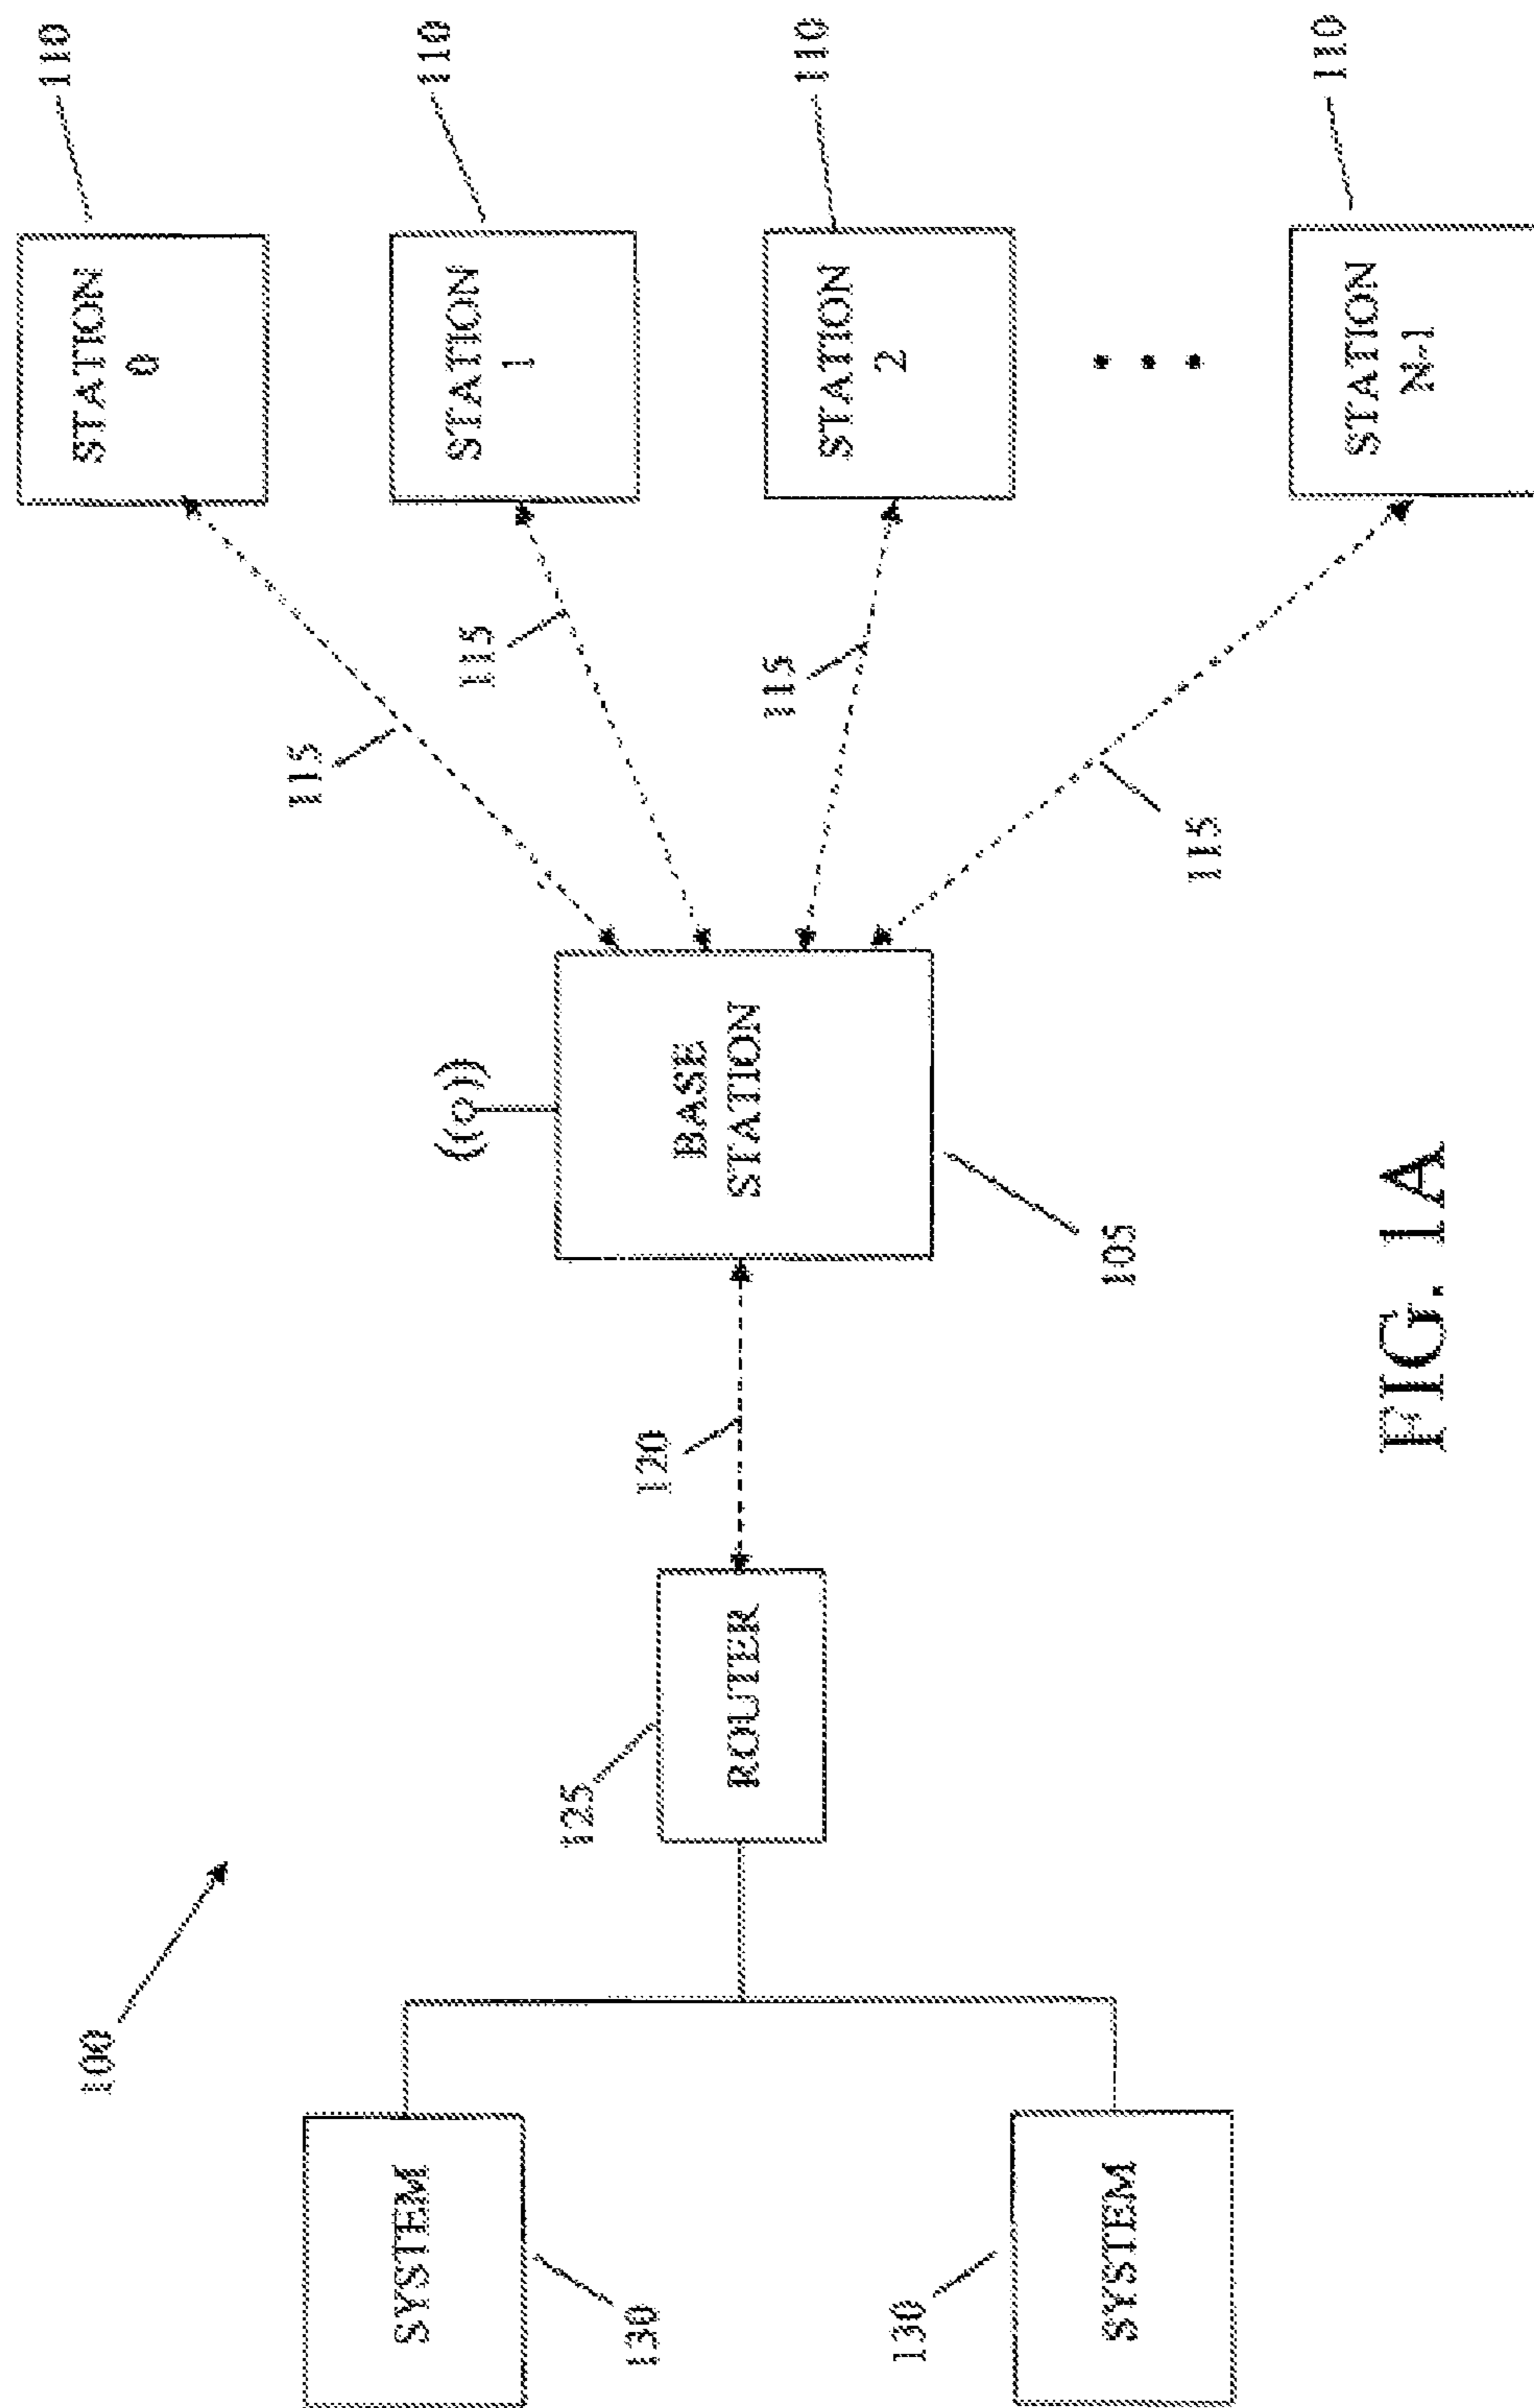 100
SYSTEM
130
SYSTEM
130
ROUTER
125
120
BASE
STATION
105
((o))
115
115
115
115
STATION
0
110
STATION
1
110
STATION
2
110
STATION
N-1
110
FIG. 1A